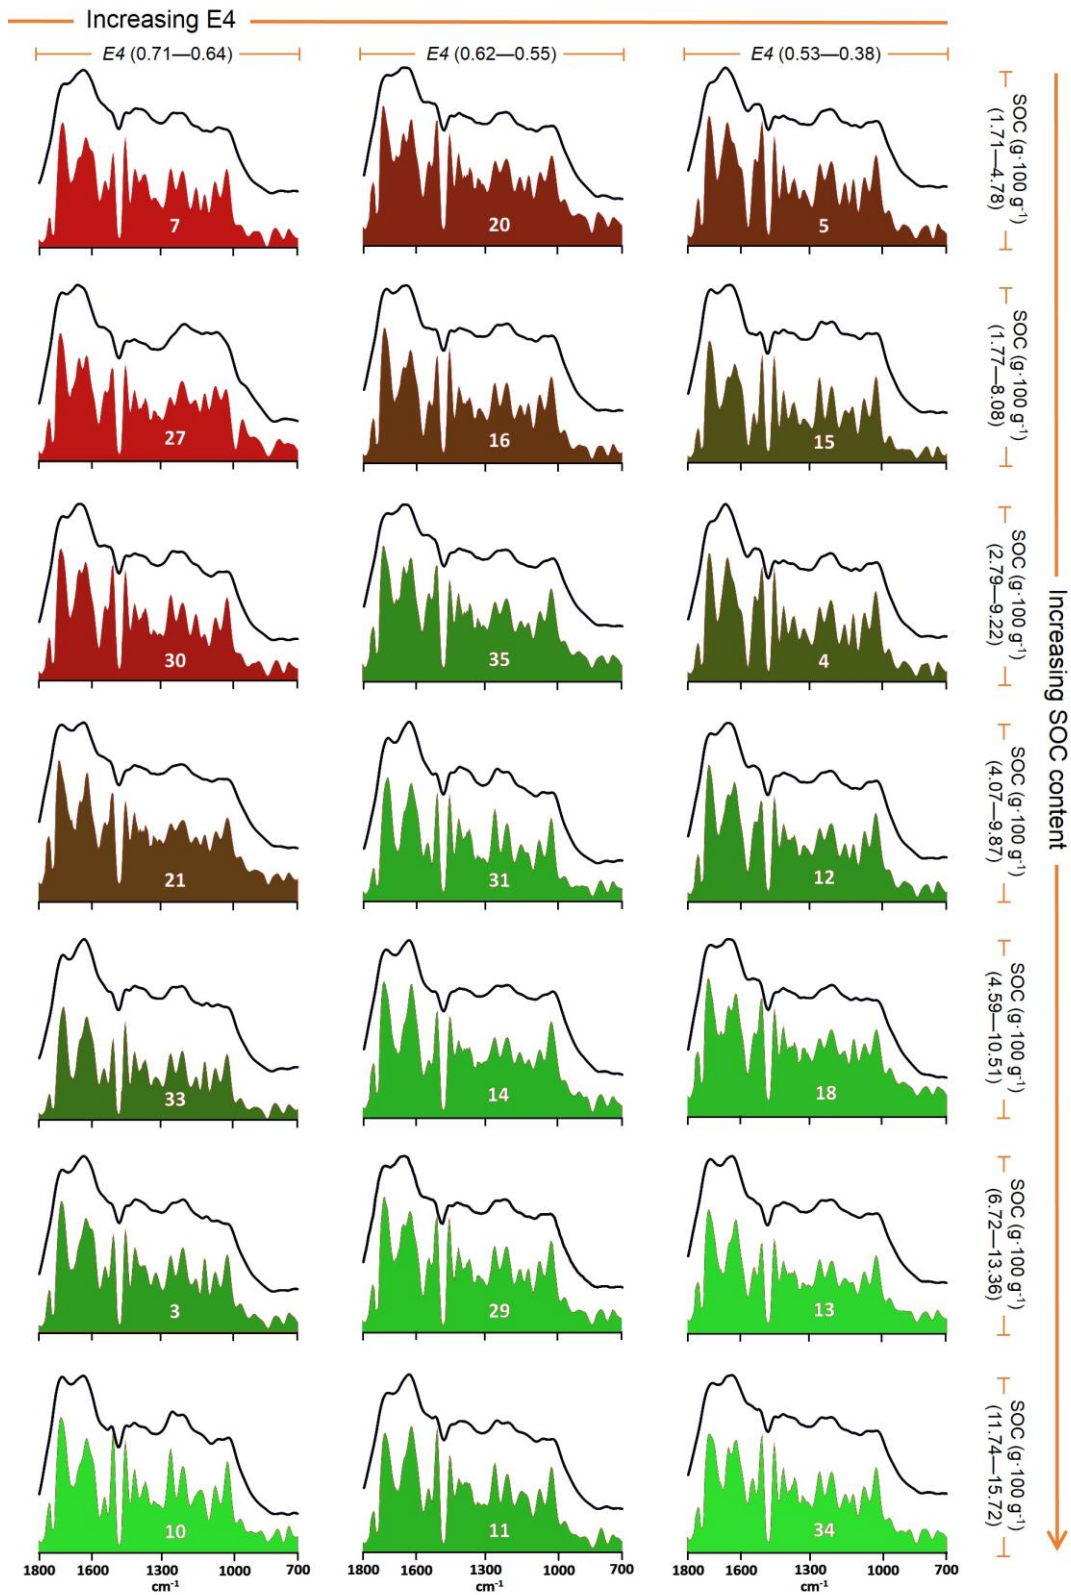 Increasing E4
E4 (0.71—0.64)
E4 (0.62—0.55)
E4 (0.53—0.38)
7
20
5
SOC (g·100 g⁻¹)
(1.71—4.78)
27
16
15
SOC (g·100 g⁻¹)
(1.77—8.08)
30
35
4
SOC (g·100 g⁻¹)
(2.79—9.22)
Increasing SOC content
21
31
12
SOC (g·100 g⁻¹)
(4.07—9.87)
33
14
18
SOC (g·100 g⁻¹)
(4.59—10.51)
3
29
13
SOC (g·100 g⁻¹)
(6.72—13.36)
10
11
34
SOC (g·100 g⁻¹)
(11.74—15.72)
1800 1600 1300 1000 700
cm⁻¹
1800 1600 1300 1000 700
cm⁻¹
1800 1600 1300 1000 700
cm⁻¹